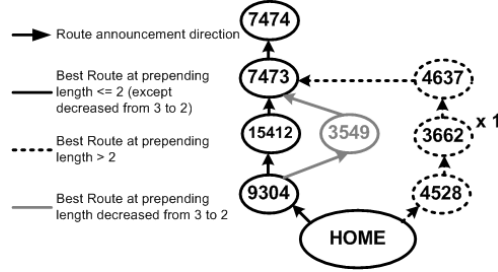 Route announcement direction
Best Route at prepending
length <= 2 (except
decreased from 3 to 2)
Best Route at prepending
length > 2
Best Route at prepending
length decreased from 3 to 2
7474
7473
4637
15412
3549
3662
x 1
9304
4528
HOME